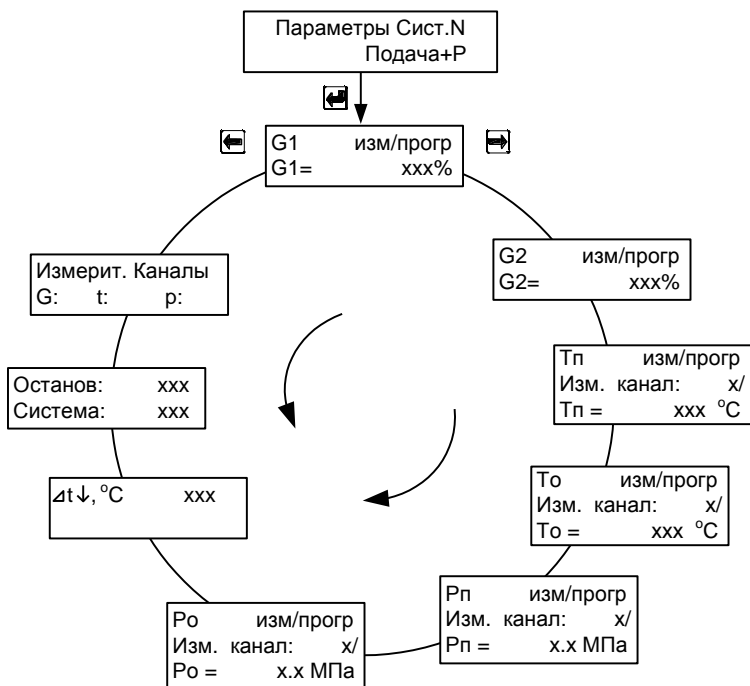 Параметры Сист.N
Подача+P
G1 изм/прогр
G1= xxx%
G2 изм/прогр
G2= xxx%
Тп изм/прогр
Изм. канал: x/
Тп = xxx °C
То изм/прогр
Изм. канал: x/
То = xxx °C
Рп изм/прогр
Изм. канал: x/
Рп = x.x МПа
Ро изм/прогр
Изм. канал: x/
Ро = x.x МПа
⊿t↓, °C xxx
Останов: xxx
Система: xxx
Измерит. Каналы
G: t: p: